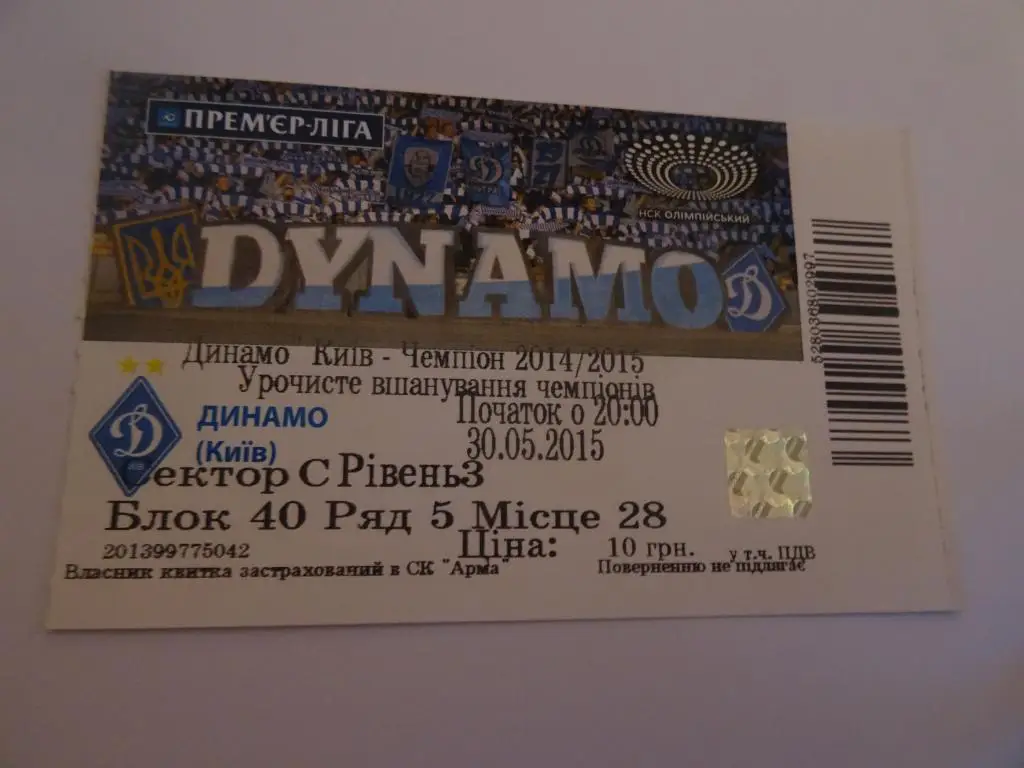 ПРЕМ'ЄР-ЛІГА
НСК ОЛІМПІЙСЬКИЙ
DYNAMO
Динамо" Київ - Чемпіон 2014/2015
Урочисте вшанування чемпіонів
ДИНАМО
(Київ)
Початок о 20:00
30.05.2015
ектор С Рівень3
Блок 40 Ряд 5 Місце 28
201399775042
Ціна: 10 грн. у т.ч. ПДВ
Власник квитка застрахований в СК "Арма"
Поверненню не підлягає
5280368029​97